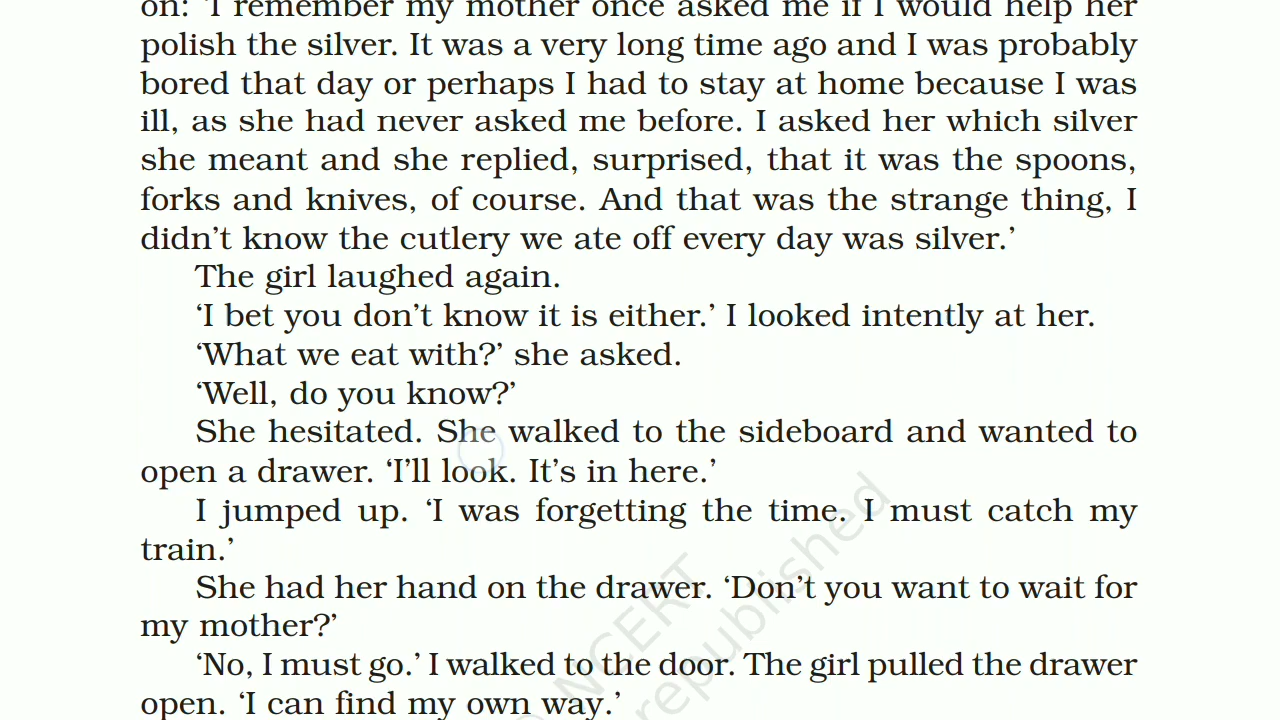 on: ‘I remember my mother once asked me if I would help her
polish the silver. It was a very long time ago and I was probably
bored that day or perhaps I had to stay at home because I was
ill, as she had never asked me before. I asked her which silver
she meant and she replied, surprised, that it was the spoons,
forks and knives, of course. And that was the strange thing, I
didn’t know the cutlery we ate off every day was silver.’
The girl laughed again.
‘I bet you don’t know it is either.’ I looked intently at her.
‘What we eat with?’ she asked.
‘Well, do you know?’
She hesitated. She walked to the sideboard and wanted to
open a drawer. ‘I’ll look. It’s in here.’
I jumped up. ‘I was forgetting the time. I must catch my
train.’
She had her hand on the drawer. ‘Don’t you want to wait for
my mother?’
‘No, I must go.’ I walked to the door. The girl pulled the drawer
open. ‘I can find my own way.’
© NCERT
republished